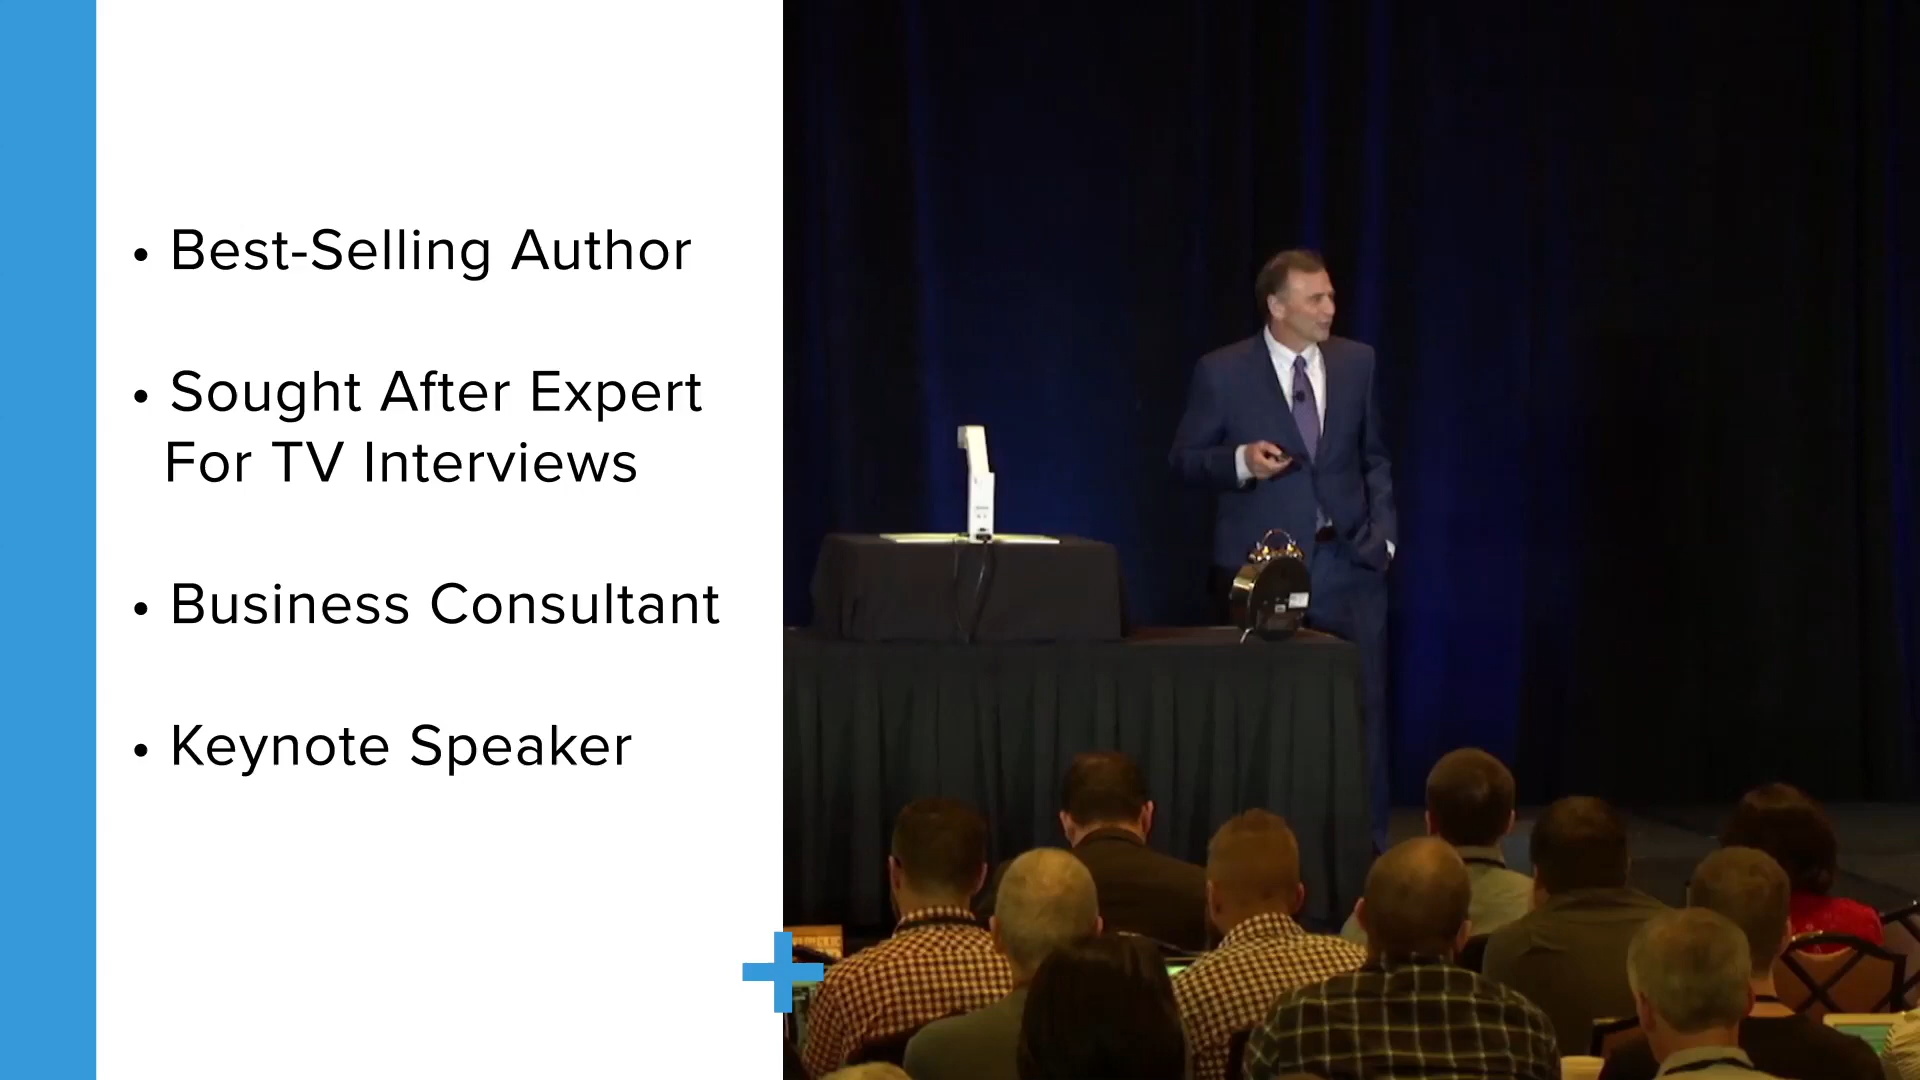 • Best-Selling Author
• Sought After Expert
For TV Interviews
• Business Consultant
• Keynote Speaker